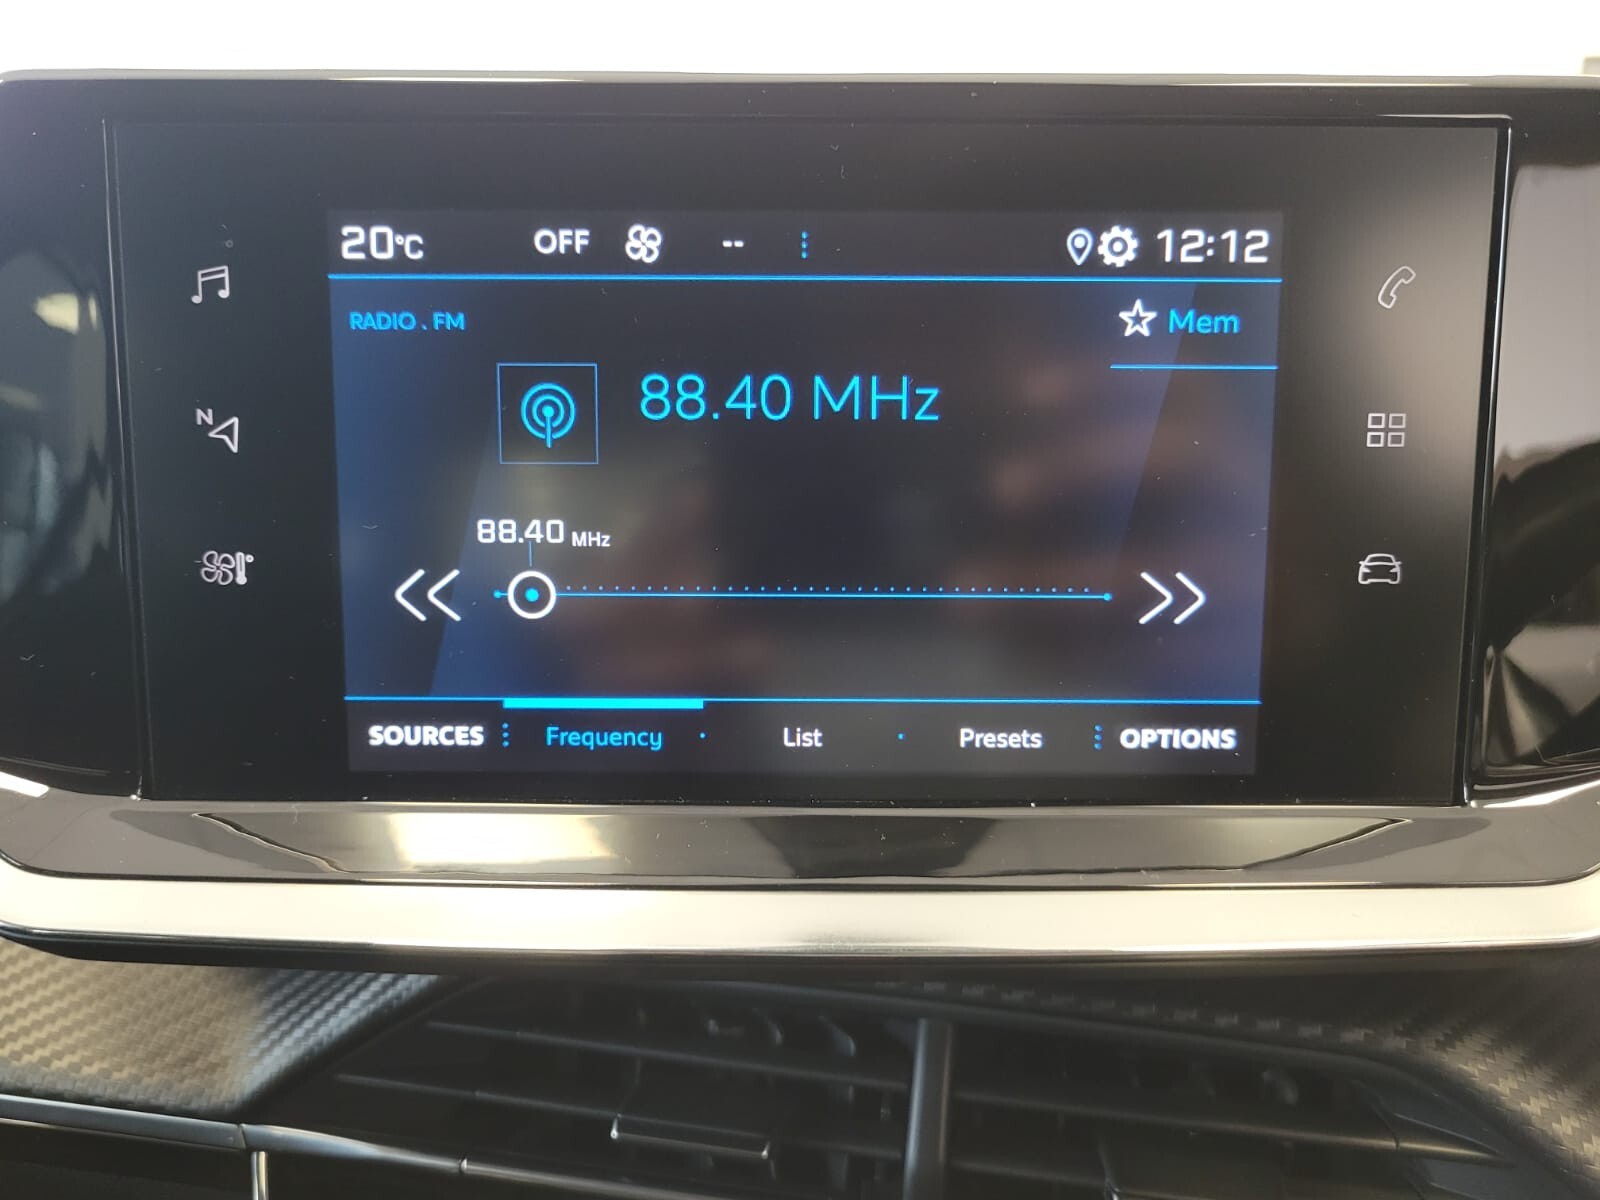 20°C OFF -- 12:12
RADIO . FM
Mem
88.40 MHz
N
88.40 MHz
SOURCES Frequency List Presets OPTIONS